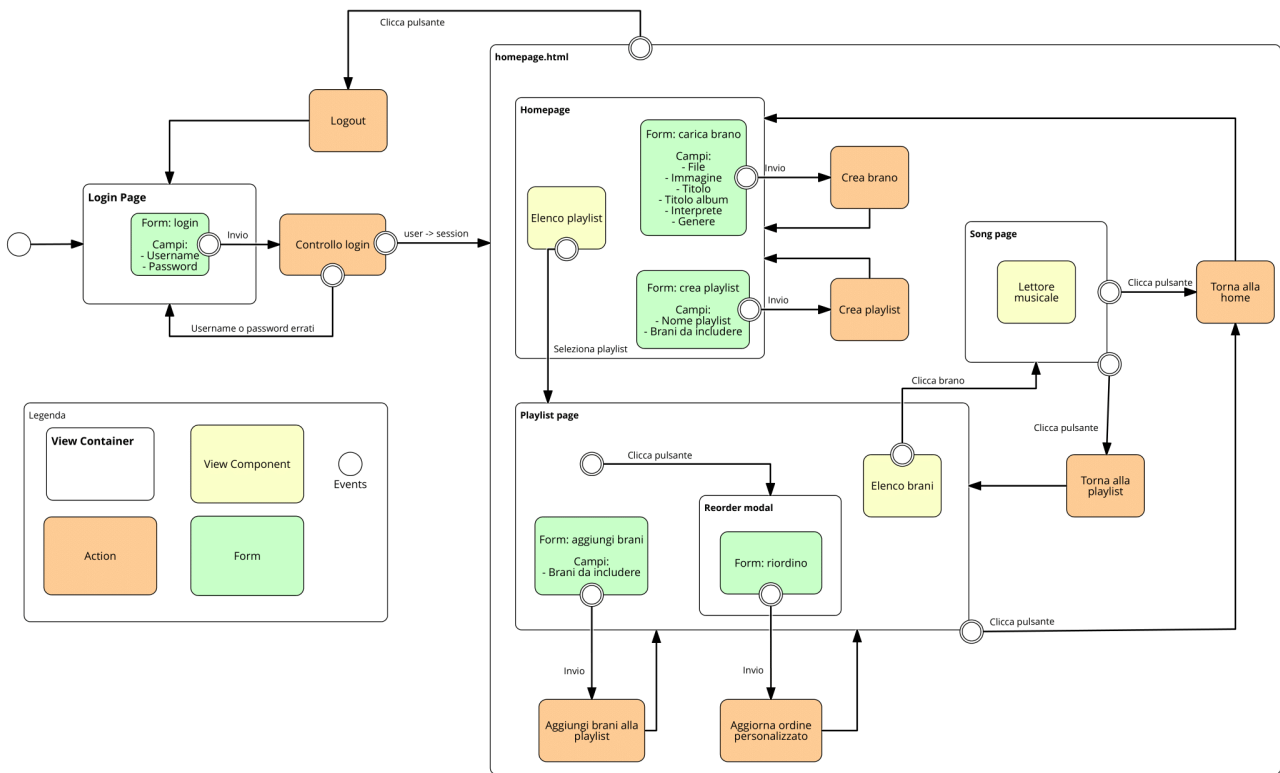 Clicca pulsante
homepage.html
Logout
Login Page
Form: login
Campi:
- Username
- Password
Invio
Controllo login
user -> session
Username o password errati
Homepage
Elenco playlist
Form: carica brano
Campi:
- File
- Immagine
- Titolo
- Titolo album
- Interprete
- Genere
Invio
Crea brano
Form: crea playlist
Campi:
- Nome playlist
- Brani da includere
Invio
Crea playlist
Seleziona playlist
Song page
Lettore
musicale
Clicca pulsante
Torna alla
home
Clicca brano
Clicca pulsante
Torna alla
playlist
Playlist page
Clicca pulsante
Elenco brani
Reorder modal
Form: riordino
Form: aggiungi brani
Campi:
- Brani da includere
Clicca pulsante
Invio
Invio
Aggiungi brani alla
playlist
Aggiorna ordine
personalizzato
Legenda
View Container
View Component
Events
Action
Form